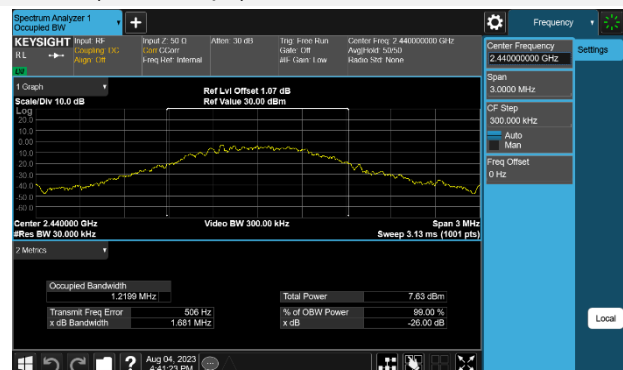 Spectrum Analyzer 1
Occupied BW
Frequency
KEYSIGHT
RL
Input: RF
Coupling: DC
Align: Off
Input Z: 50 Ω
Corr CCorr
Freq Ref: Internal
Atten: 30 dB
Trig: Free Run
Gate: Off
#IF Gain: Low
Center Freq: 2.440000000 GHz
Avg|Hold: 50/50
Radio Std: None
LW
1 Graph
Scale/Div 10.0 dB
Ref Lvl Offset 1.07 dB
Ref Value 30.00 dBm
Log
20.0
10.0
0.00
-10.0
-20.0
-30.0
-40.0
-50.0
-60.0
Center 2.440000 GHz
#Res BW 30.000 kHz
Video BW 300.00 kHz
Span 3 MHz
Sweep 3.13 ms (1001 pts)
2 Metrics
Occupied Bandwidth
1.2199 MHz
Total Power 7.63 dBm
Transmit Freq Error 506 Hz
% of OBW Power 99.00 %
x dB Bandwidth 1.681 MHz
x dB -26.00 dB
Center Frequency
2.440000000 GHz
Settings
Span
3.0000 MHz
CF Step
300.000 kHz
Auto
Man
Freq Offset
0 Hz
Local
?
Aug 04, 2023
4:41:23 PM